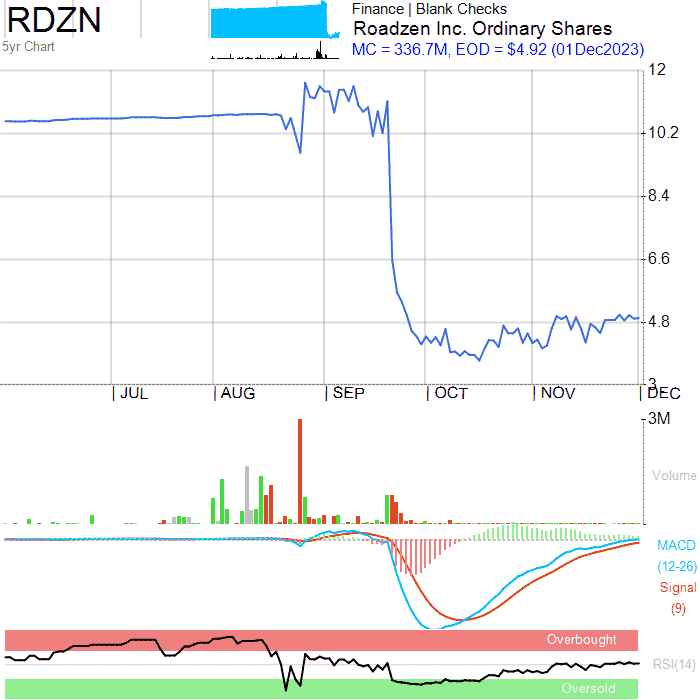 RDZN
5yr Chart
Finance | Blank Checks
Roadzen Inc. Ordinary Shares
MC = 336.7M, EOD = $4.92 (01Dec2023)
12
10.2
8.4
6.6
4.8
3
JUL AUG SEP OCT NOV DEC
3M
Volume
MACD
(12-26)
Signal
(9)
Overbought
RSI(14)
Oversold